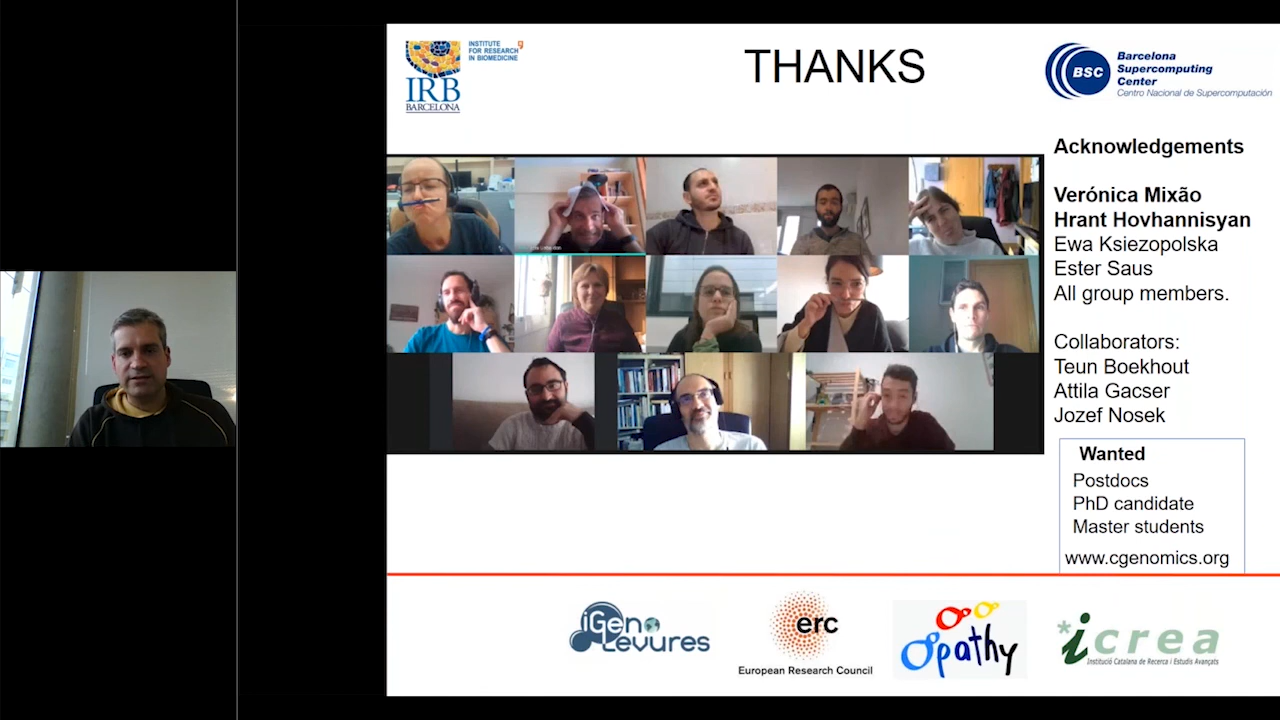 INSTITUTE
FOR RESEARCH
IN BIOMEDICINE
IRB
BARCELONA
THANKS
BSC
Barcelona
Supercomputing
Center
Centro Nacional de Supercomputación
Acknowledgements
Verónica Mixão
Hrant Hovhannisyan
Ewa Ksiezopolska
Ester Saus
All group members.
Collaborators:
Teun Boekhout
Attila Gacser
Jozef Nosek
Wanted
Postdocs
PhD candidate
Master students
www.cgenomics.org
iGeno
Levures
erc
European Research Council
Opathy
*icrea
Institució Catalana de Recerca i Estudis Avançats